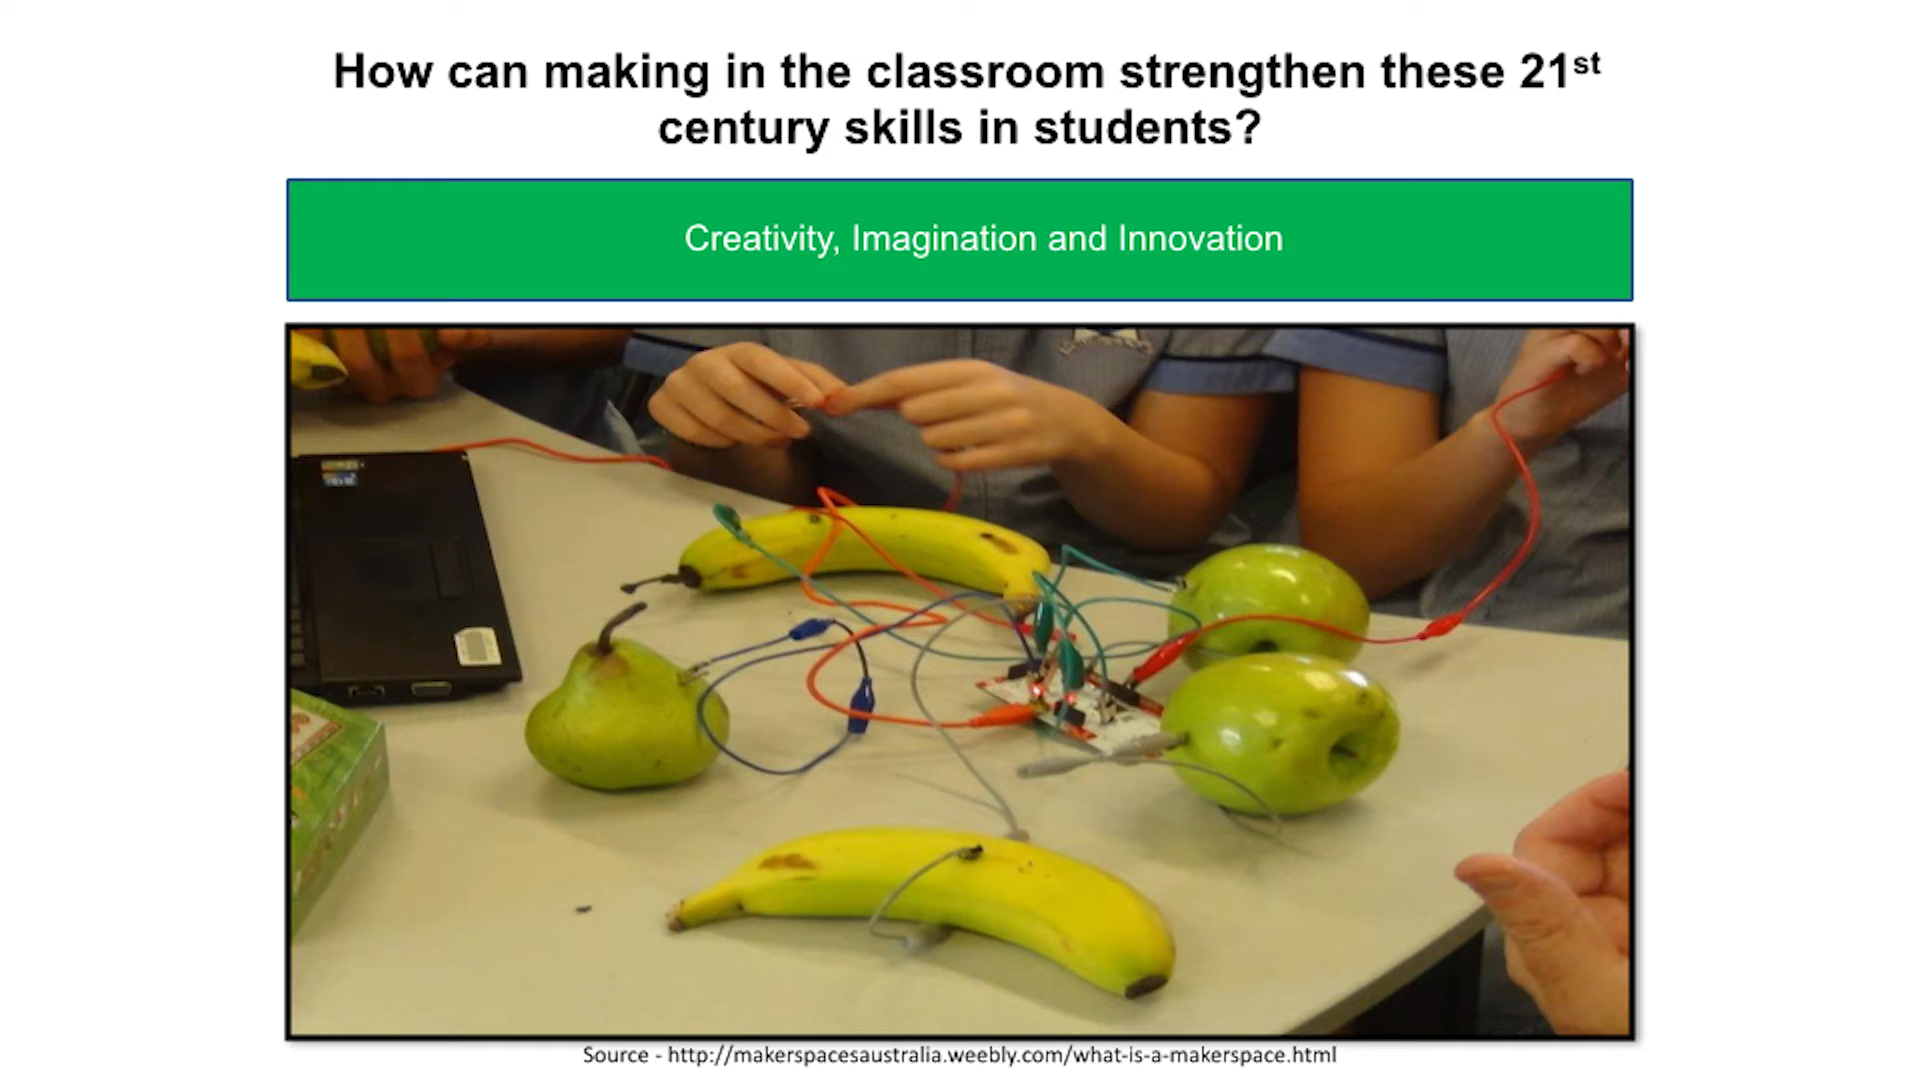 How can making in the classroom strengthen these 21st
century skills in students?
Creativity, Imagination and Innovation
Source - http://makerspacesaustralia.weebly.com/what-is-a-makerspace.html